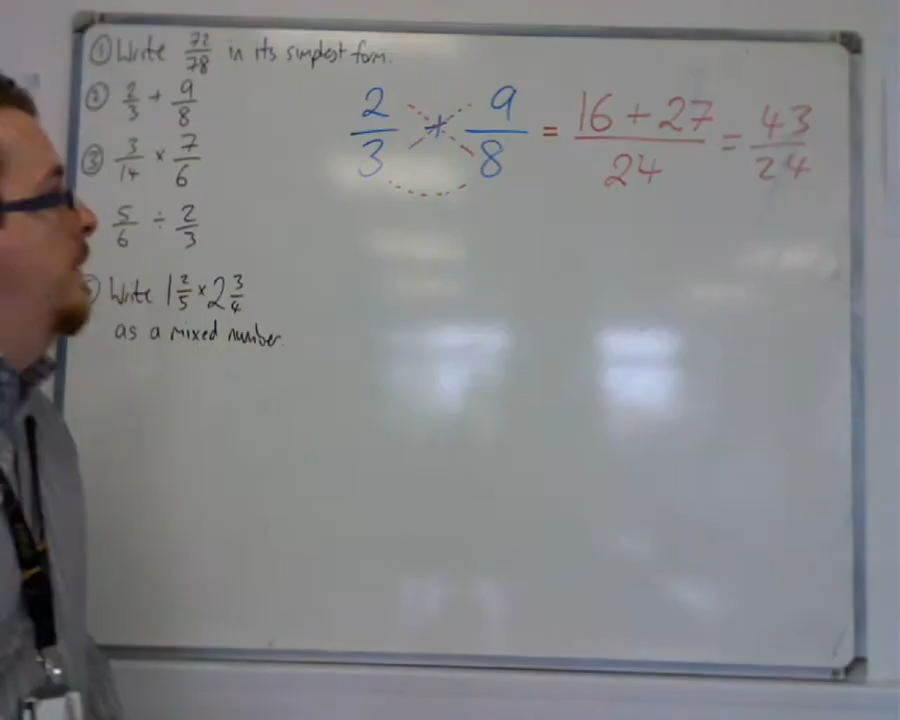 ① Write 72/78 in its simplest form.
② 2/3 + 9/8
③ 3/14 × 7/6
5/6 ÷ 2/3
Write 1 2/5 × 2 3/4
as a mixed number.
2/3 + 9/8 = 16 + 27/24 = 43/24